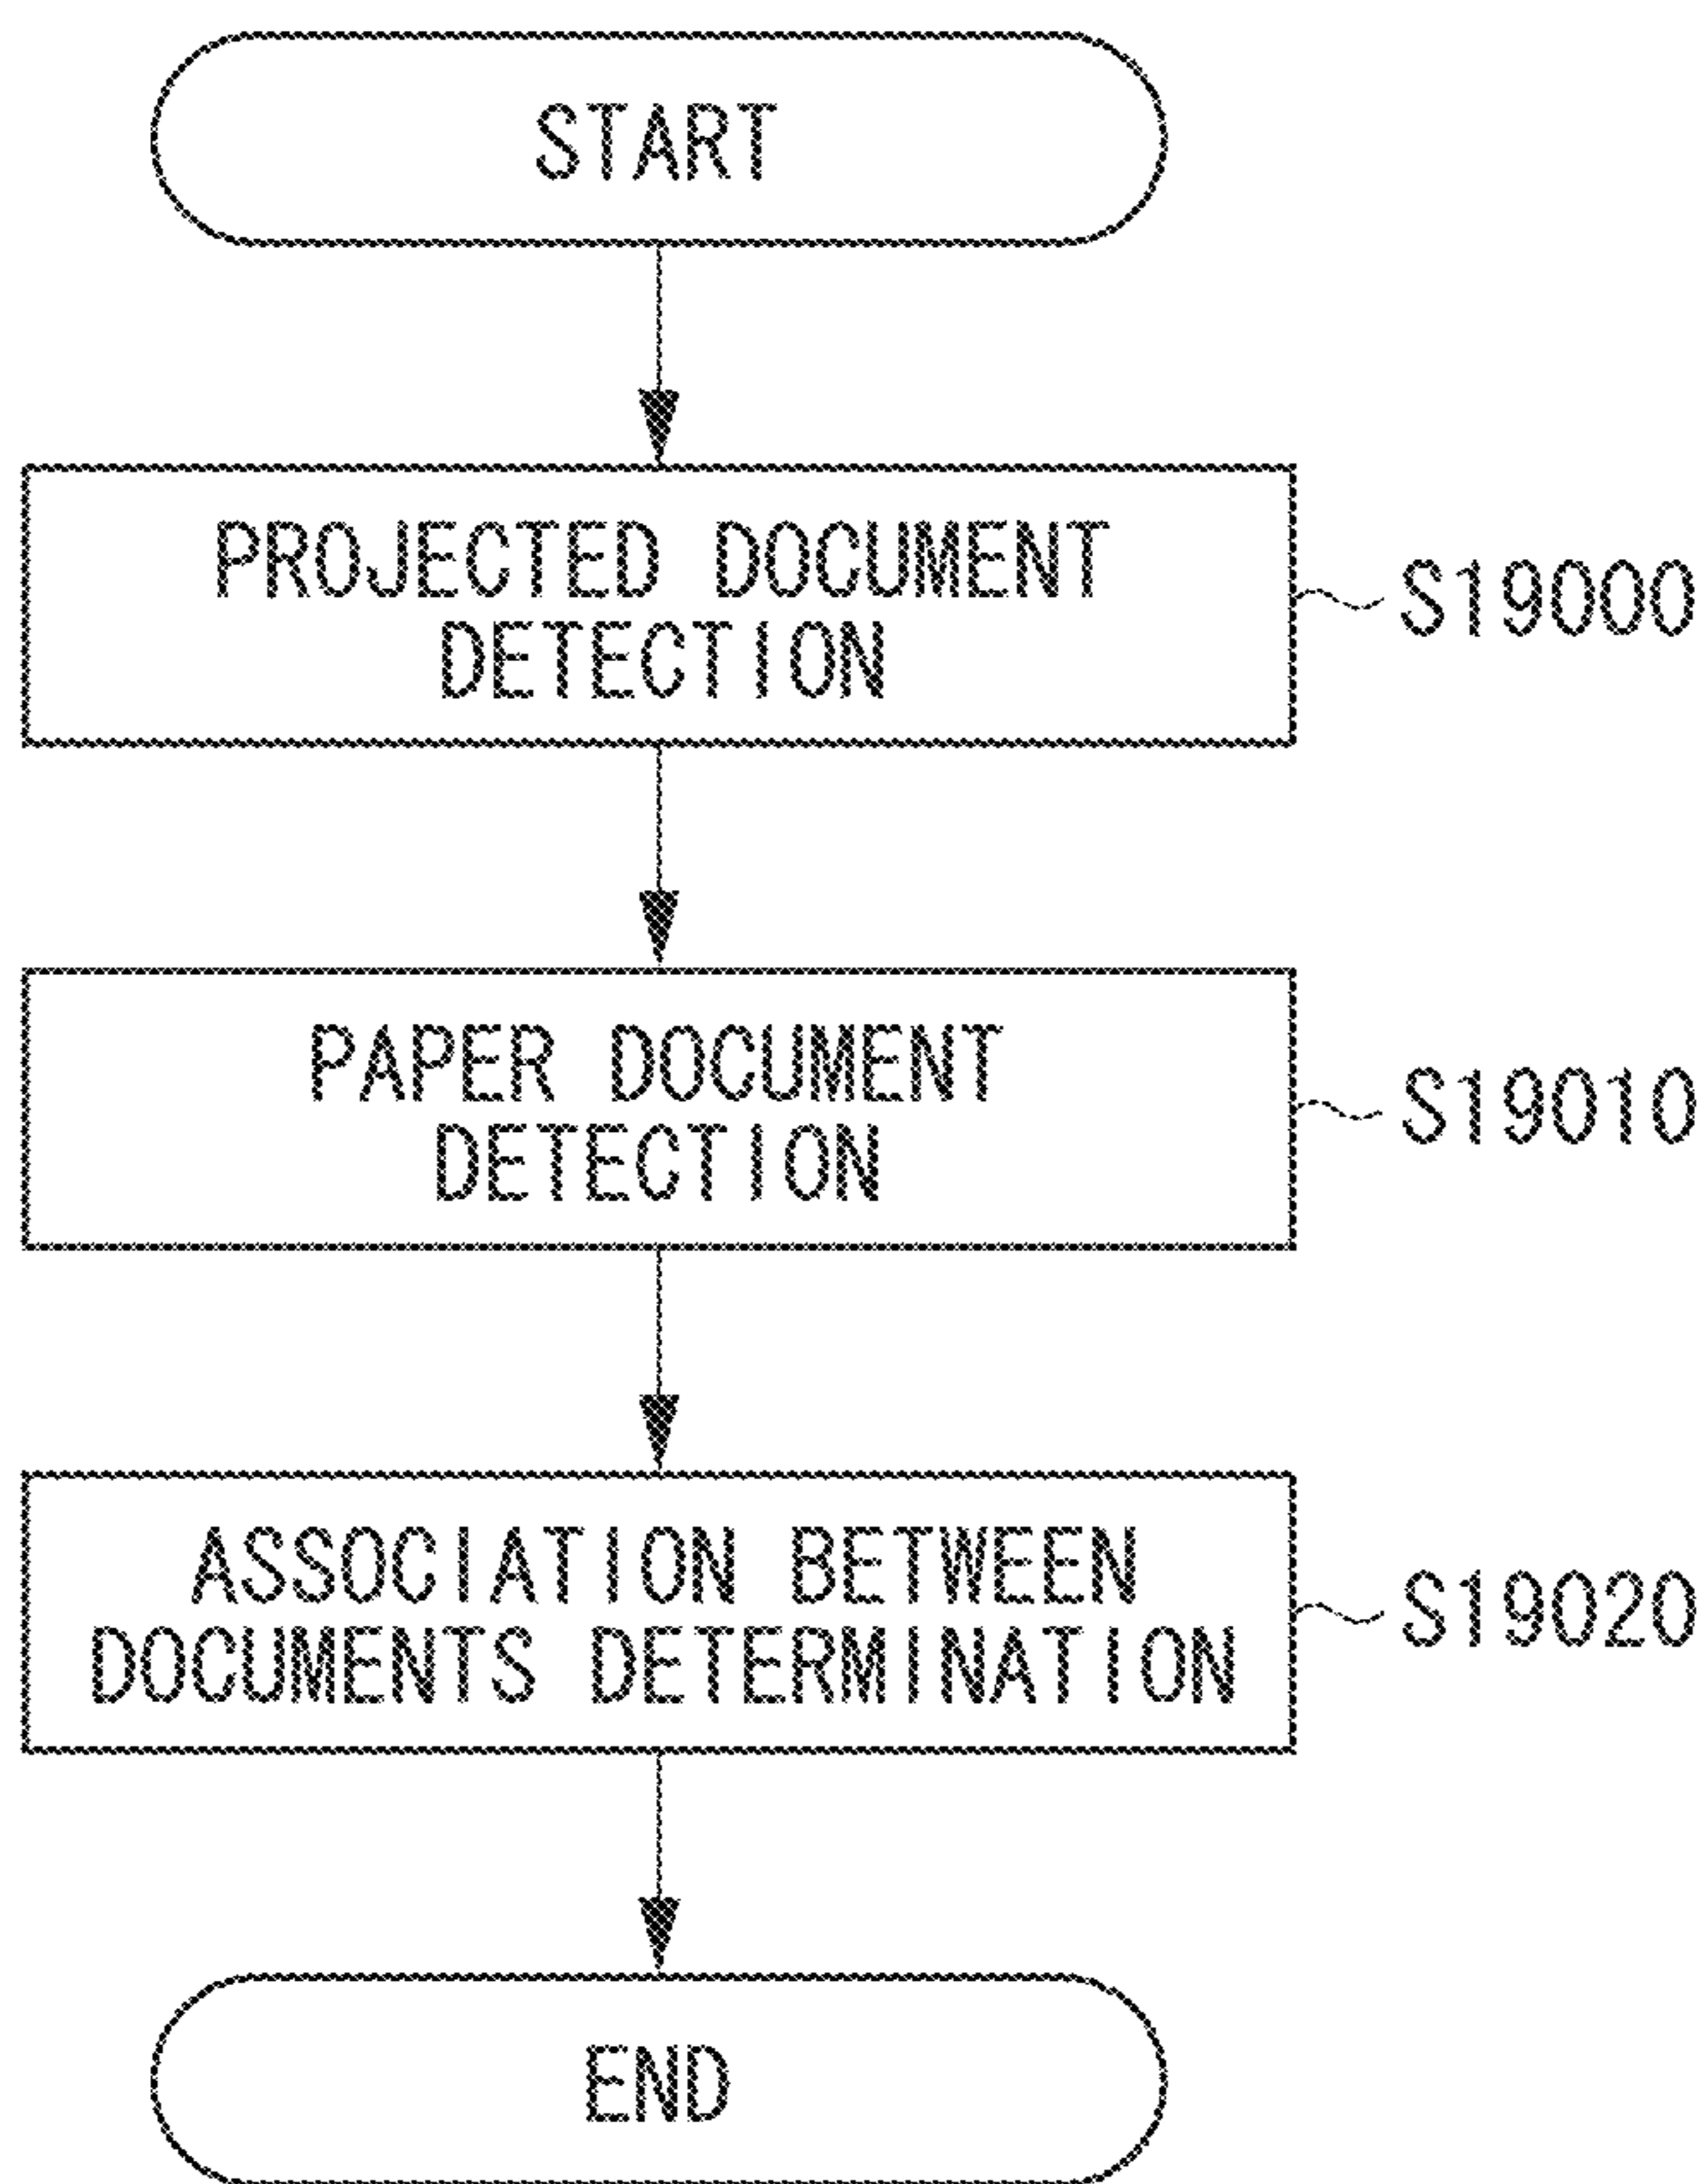 START
PROJECTED DOCUMENT
DETECTION
S19000
PAPER DOCUMENT
DETECTION
S19010
ASSOCIATION BETWEEN
DOCUMENTS DETERMINATION
S19020
END